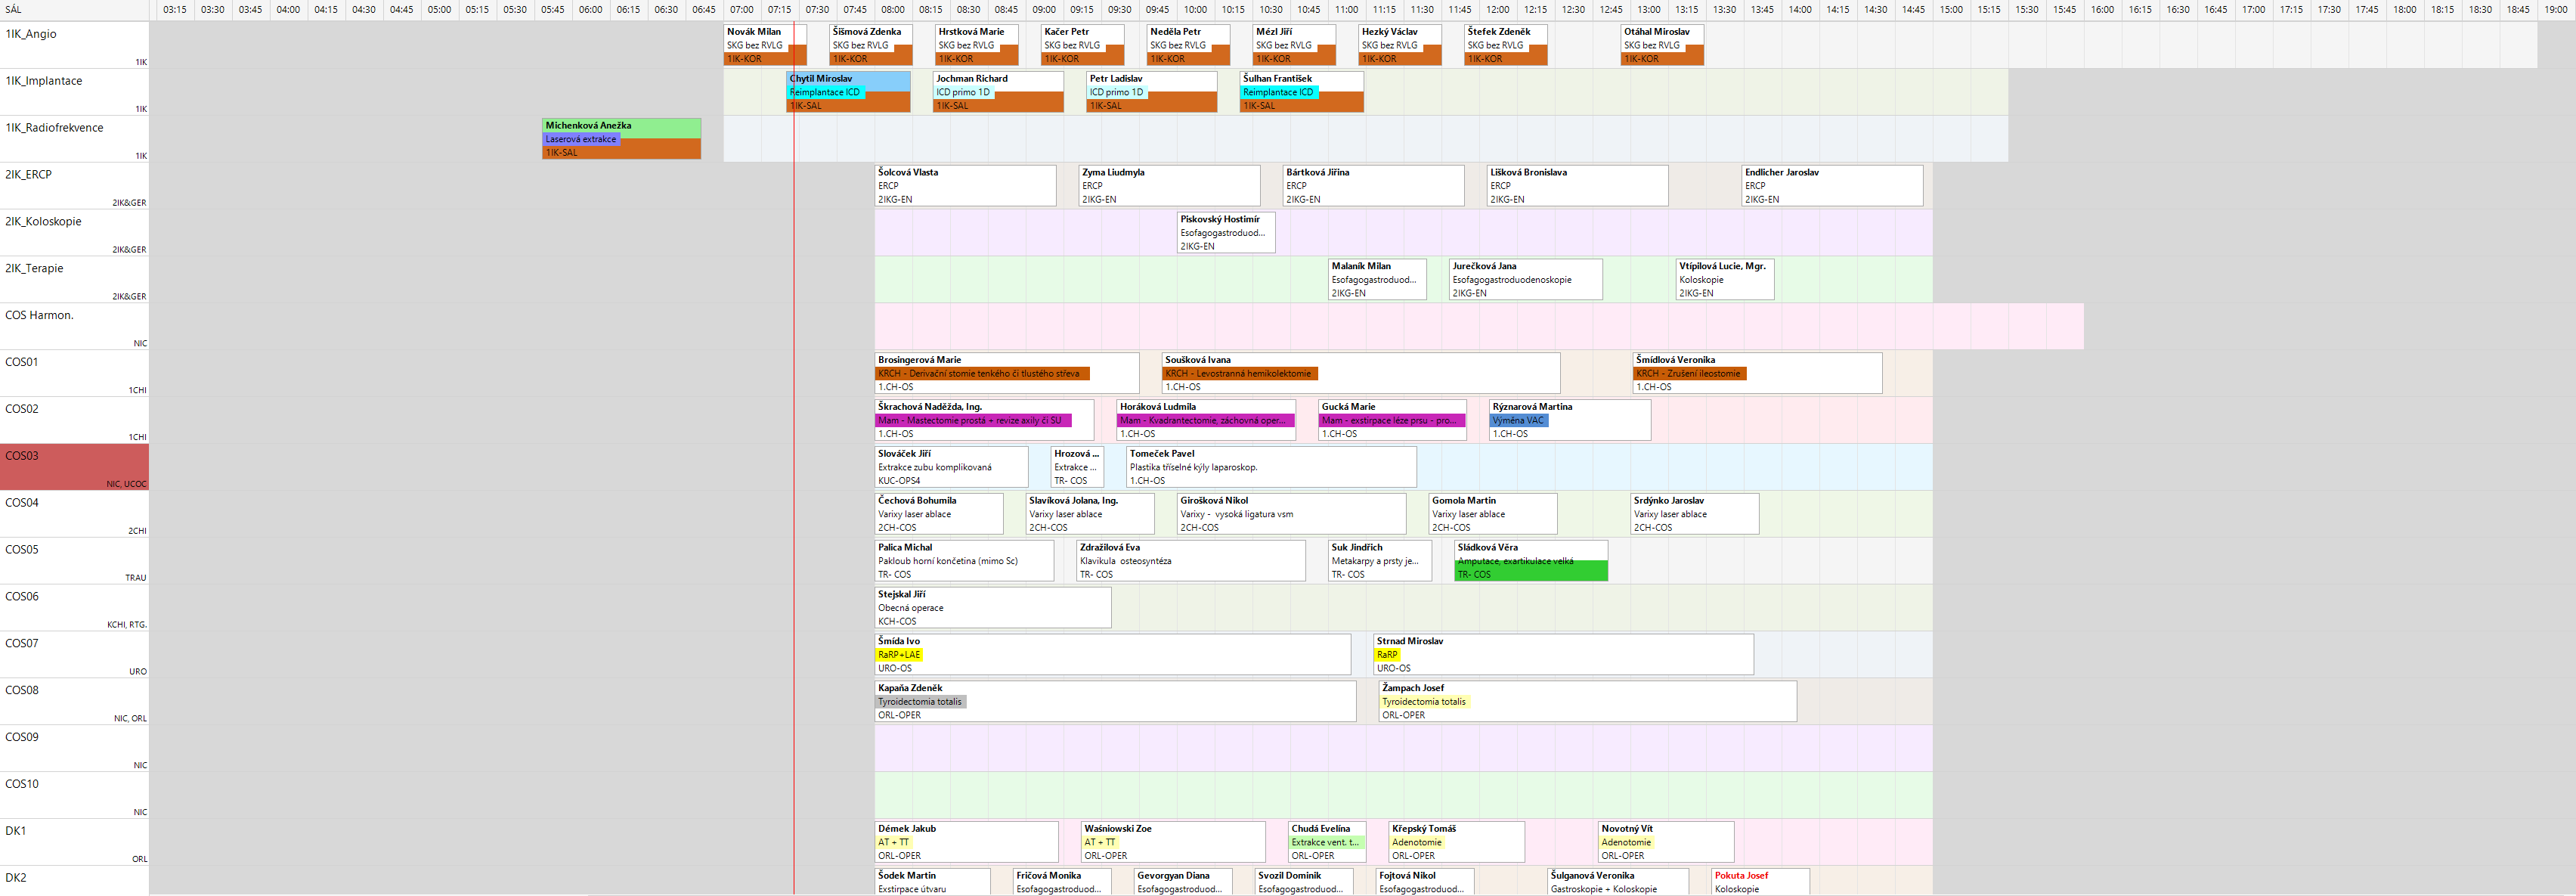 SÁL 03:15 03:30 03:45 04:00 04:15 04:30 04:45 05:00 05:15 05:30 05:45 06:00 06:15 06:30 06:45 07:00 07:15 07:30 07:45 08:00 08:15 08:30 08:45 09:00 09:15 09:30 09:45 10:00 10:15 10:30 10:45 11:00 11:15 11:30 11:45 12:00 12:15 12:30 12:45 13:00 13:15 13:30 13:45 14:00 14:15 14:30 14:45 15:00 15:15 15:30 15:45 16:00 16:15 16:30 16:45 17:00 17:15 17:30 17:45 18:00 18:15 18:30 18:45 19:00
1IK_Angio Novák Milan Šišmová Zdenka Hrstková Marie Kačer Petr Neděla Petr Mézl Jiří Hezký Václav Štefek Zdeněk Otáhal Miroslav
SKG bez RVLG SKG bez RVLG SKG bez RVLG SKG bez RVLG SKG bez RVLG SKG bez RVLG SKG bez RVLG SKG bez RVLG SKG bez RVLG
1IK 1IK-KOR 1IK-KOR 1IK-KOR 1IK-KOR 1IK-KOR 1IK-KOR 1IK-KOR 1IK-KOR 1IK-KOR
1IK_Implantace Chytil Miroslav Jochman Richard Petr Ladislav Šulhan František
Reimplantace ICD ICD primo 1D ICD primo 1D Reimplantace ICD
1IK 1IK-SAL 1IK-SAL 1IK-SAL 1IK-SAL
1IK_Radiofrekvence Michenková Anežka
Laserová extrakce
1IK 1IK-SAL
2IK_ERCP Šolcová Vlasta Zyma Liudmyla Bártková Jiřina Lišková Bronislava Endlicher Jaroslav
ERCP ERCP ERCP ERCP ERCP
2IK&GER 2IKG-EN 2IKG-EN 2IKG-EN 2IKG-EN 2IKG-EN
2IK_Koloskopie Piskovský Hostimír
Esofagogastroduod...
2IK&GER 2IKG-EN
2IK_Terapie Malaník Milan Jurečková Jana Vtípilová Lucie, Mgr.
Esofagogastroduod... Esofagogastroduodenoskopie Koloskopie
2IK&GER 2IKG-EN 2IKG-EN 2IKG-EN
COS Harmon.
NIC
COS01 Brosingerová Marie Soušková Ivana Šmídlová Veronika
KRCH - Derivační stomie tenkého či tlustého střeva KRCH - Levostranná hemikolektomie KRCH - Zrušení ileostomie
1CHI 1.CH-OS 1.CH-OS 1.CH-OS
COS02 Škrachová Naděžda, Ing. Horáková Ludmila Gucká Marie Rýznarová Martina
Mam - Mastectomie prostá + revize axily či SU Mam - Kvadrantectomie, záchovná oper... Mam - exstirpace léze prsu - pro... Výměna VAC
1CHI 1.CH-OS 1.CH-OS 1.CH-OS 1.CH-OS
COS03 Slováček Jiří Hrozová ... Tomeček Pavel
Extrakce zubu komplikovaná Extrakce ... Plastika tříselné kýly laparoskop.
NIC, UCOC KUC-OPS4 TR- COS 1.CH-OS
COS04 Čechová Bohumila Slavíková Jolana, Ing. Girošková Nikol Gomola Martin Srdýnko Jaroslav
Varixy laser ablace Varixy laser ablace Varixy - vysoká ligatura vsm Varixy laser ablace Varixy laser ablace
2CHI 2CH-COS 2CH-COS 2CH-COS 2CH-COS 2CH-COS
COS05 Palica Michal Zdražilová Eva Suk Jindřich Sládková Věra
Pakloub horní končetina (mimo Sc) Klavikula osteosyntéza Metakarpy a prsty je... Amputace, exartikulace velká
TRAU TR- COS TR- COS TR- COS TR- COS
COS06 Stejskal Jiří
Obecná operace
KCHI, RTG. KCH-COS
COS07 Šmída Ivo Strnad Miroslav
RaRP+LAE RaRP
URO URO-OS URO-OS
COS08 Kapaňa Zdeněk Žampach Josef
Tyroidectomia totalis Tyroidectomia totalis
NIC, ORL ORL-OPER ORL-OPER
COS09
NIC
COS10
NIC
DK1 Démek Jakub Waśniowski Zoe Chudá Evelína Křepský Tomáš Novotný Vít
AT + TT AT + TT Extrakce vent. t... Adenotomie Adenotomie
ORL ORL-OPER ORL-OPER ORL-OPER ORL-OPER ORL-OPER
DK2 Šodek Martin Fričová Monika Gevorgyan Diana Svozil Dominik Fojtová Nikol Šulganová Veronika Pokuta Josef
Exstirpace útvaru Esofagogastroduod... Esofagogastroduod... Esofagogastroduod... Esofagogastroduod... Gastroskopie + Koloskopie Koloskopie